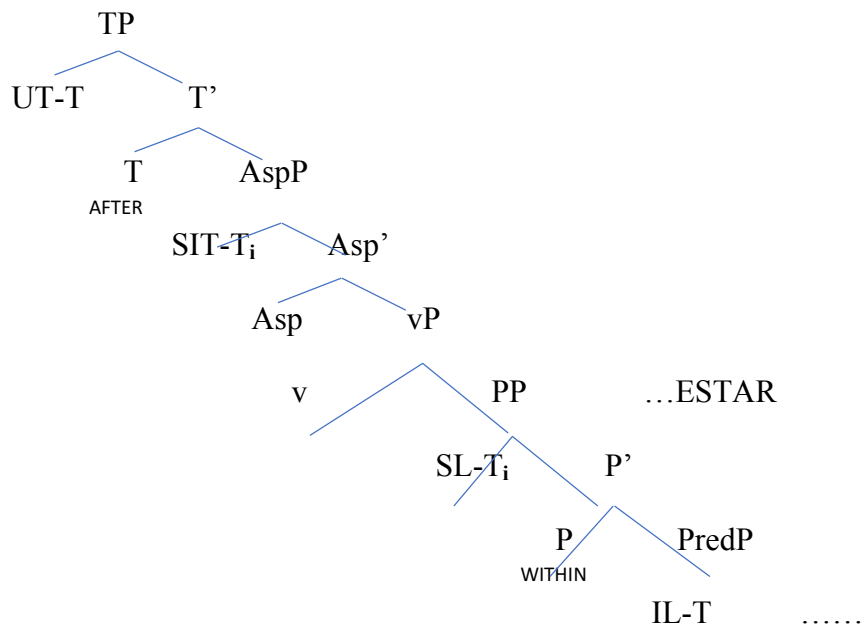 TP
UT-T T’
T AspP
AFTER
SIT-Ti Asp’
Asp vP
v PP …ESTAR
SL-Ti P’
P PredP
WITHIN
IL-T ……